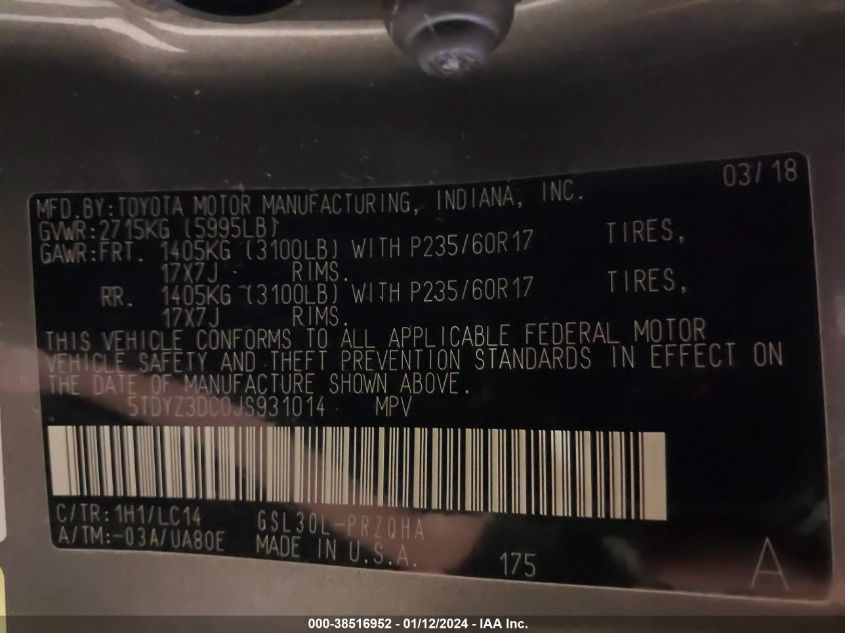 03/18
MFD.BY:TOYOTA MOTOR MANUFACTURING, INDIANA, INC.
GVWR:2715KG (5995LB)
GAWR:FRT. 1405KG (3100LB) WITH P235/60R17 TIRES,
17X7J RIMS.
RR. 1405KG (3100LB) WITH P235/60R17 TIRES,
17X7J RIMS.
THIS VEHICLE CONFORMS TO ALL APPLICABLE FEDERAL MOTOR
VEHICLE SAFETY AND THEFT PREVENTION STANDARDS IN EFFECT ON
THE DATE OF MANUFACTURE SHOWN ABOVE.
5TDYZ3DC0JS931014 MPV
C/TR:1H1/LC14 GSL30L-PRZQHA
A/TM:-03A/UA80E MADE IN U.S.A. 175 A
000-38516952 - 01/12/2024 - IAA Inc.